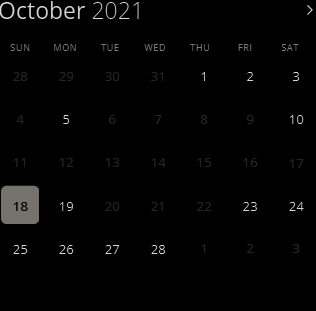 October 2021
SUN MON TUE WED THU FRI SAT
28 29 30 31 1 2 3
4 5 6 7 8 9 10
11 12 13 14 15 16 17
18 19 20 21 22 23 24
25 26 27 28 1 2 3